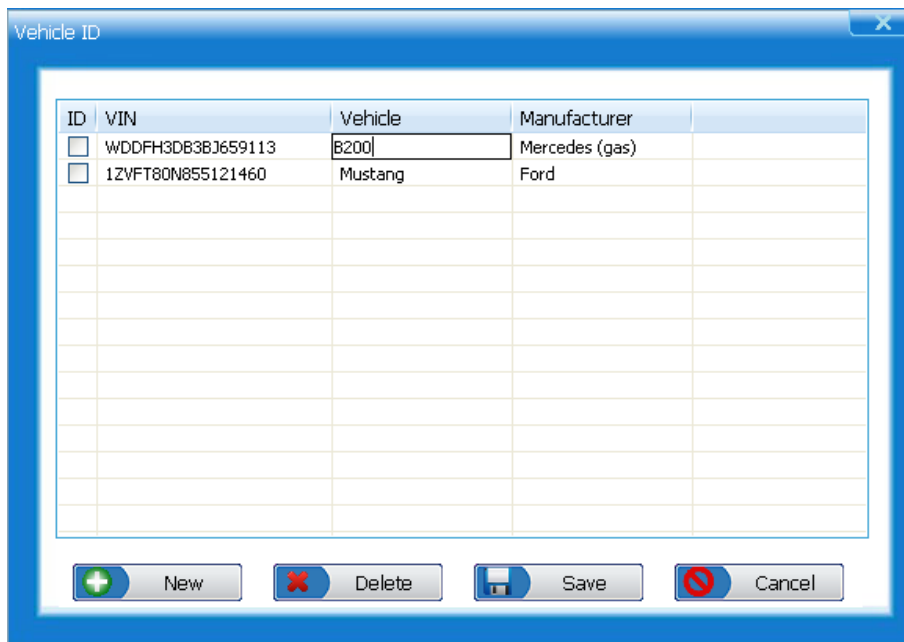 Vehicle ID
ID VIN Vehicle Manufacturer
WDDFH3DB3BJ659113 B200 Mercedes (gas)
1ZVFT80N855121460 Mustang Ford
New Delete Save Cancel